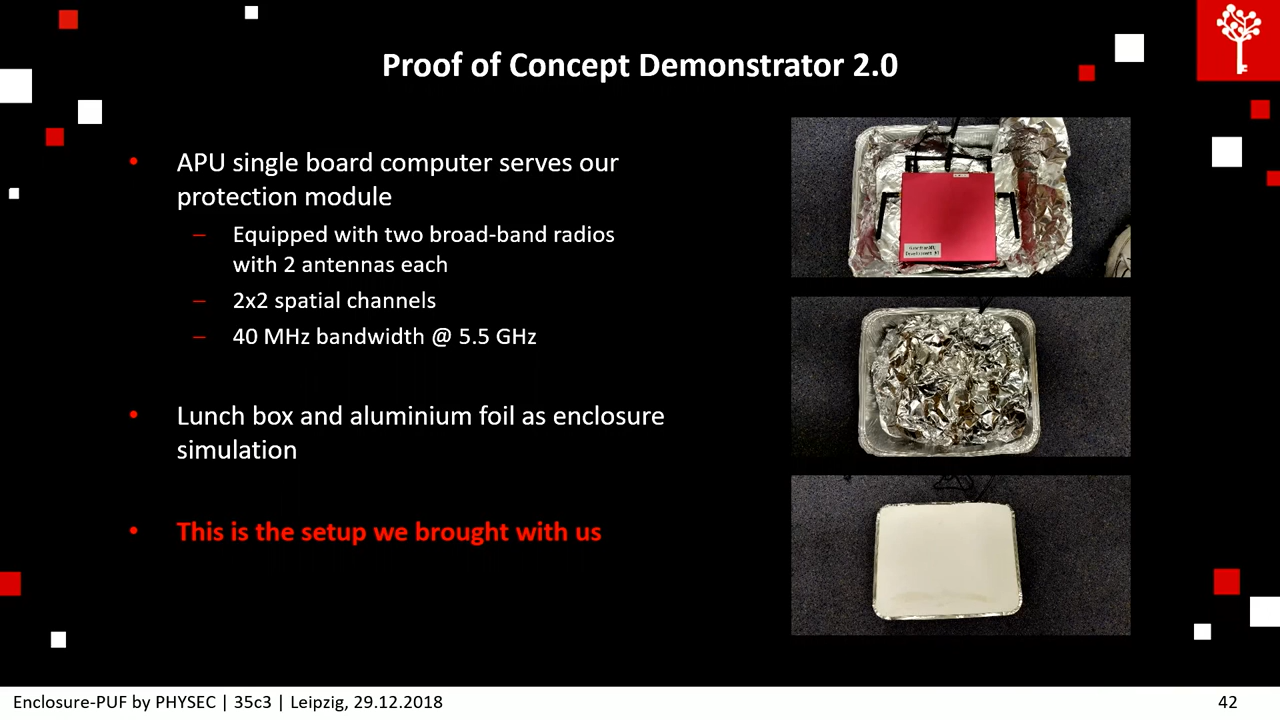 Proof of Concept Demonstrator 2.0
• APU single board computer serves our
protection module
– Equipped with two broad-band radios
with 2 antennas each
– 2x2 spatial channels
– 40 MHz bandwidth @ 5.5 GHz
• Lunch box and aluminium foil as enclosure
simulation
• This is the setup we brought with us
Enclosure-PUF by PHYSEC | 35c3 | Leipzig, 29.12.2018
42